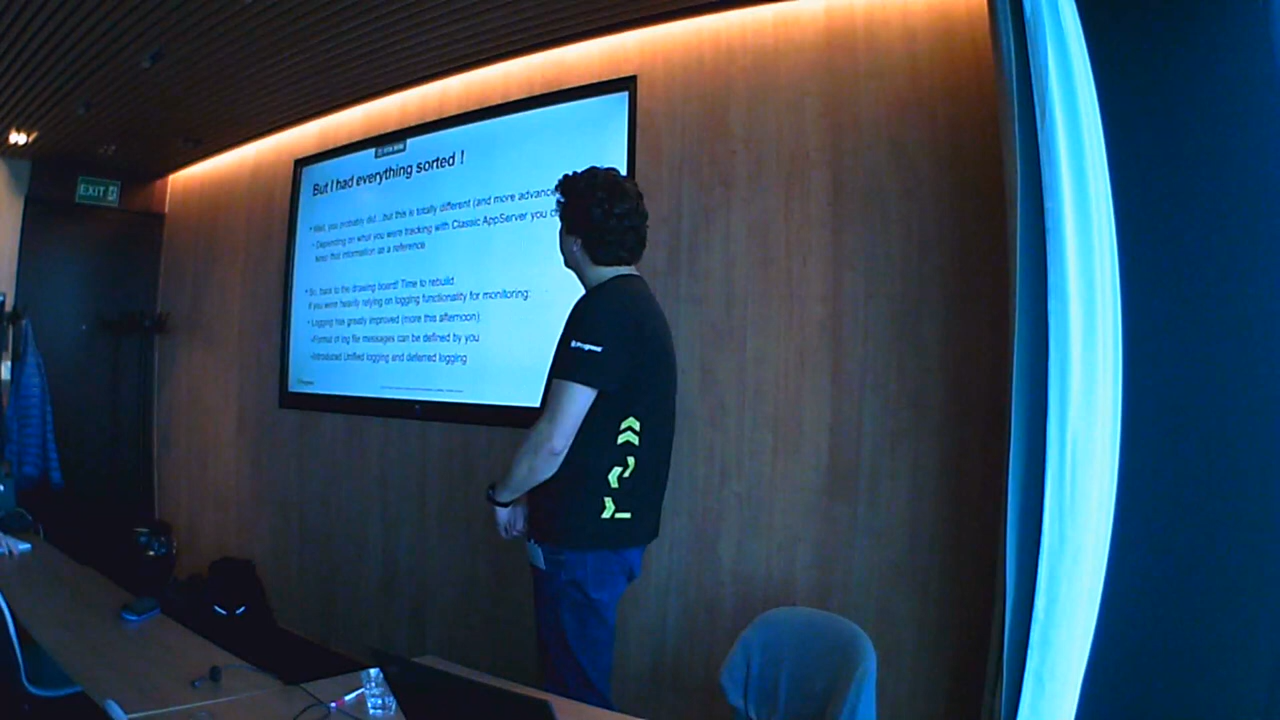 EXIT
But I had everything sorted !
• Well, you probably did...but this is totally different (and more advance
• Depending on what you were tracking with Classic AppServer you
keep that information as a reference
• So, back to the drawing board! Time to rebuild.
If you were heavily relying on logging functionality for monitoring:
• Logging has greatly improved (more this afternoon)
Format of log file messages can be defined by you
Introduced Unified logging and deferred logging
Progress
Progress